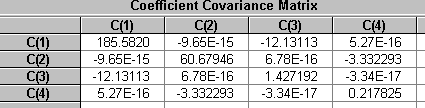 Coefficient Covariance Matrix
C(1) C(2) C(3) C(4)
C(1) 185.5820 -9.65E-15 -12.13113 5.27E-16
C(2) -9.65E-15 60.67946 6.78E-16 -3.332293
C(3) -12.13113 6.78E-16 1.427192 -3.34E-17
C(4) 5.27E-16 -3.332293 -3.34E-17 0.217825